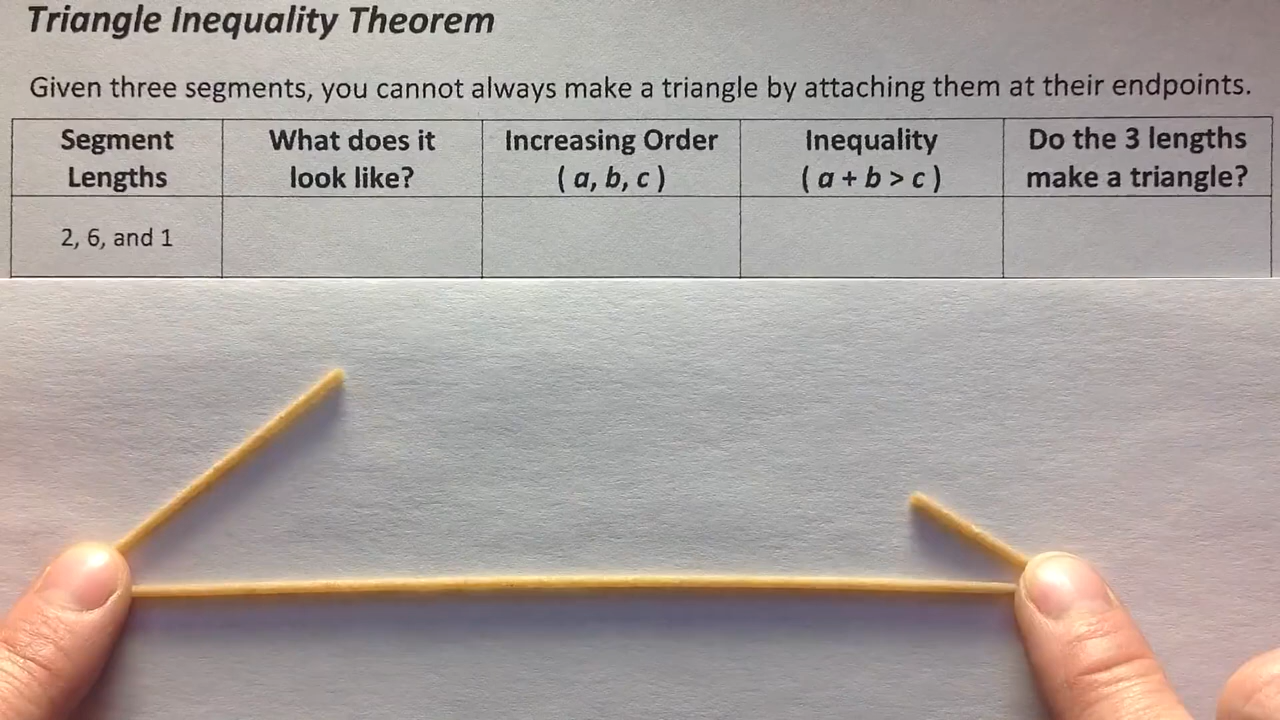 Triangle Inequality Theorem
Given three segments, you cannot always make a triangle by attaching them at their endpoints.
Segment Lengths
What does it look like?
Increasing Order ( a, b, c )
Inequality ( a + b > c )
Do the 3 lengths make a triangle?
2, 6, and 1